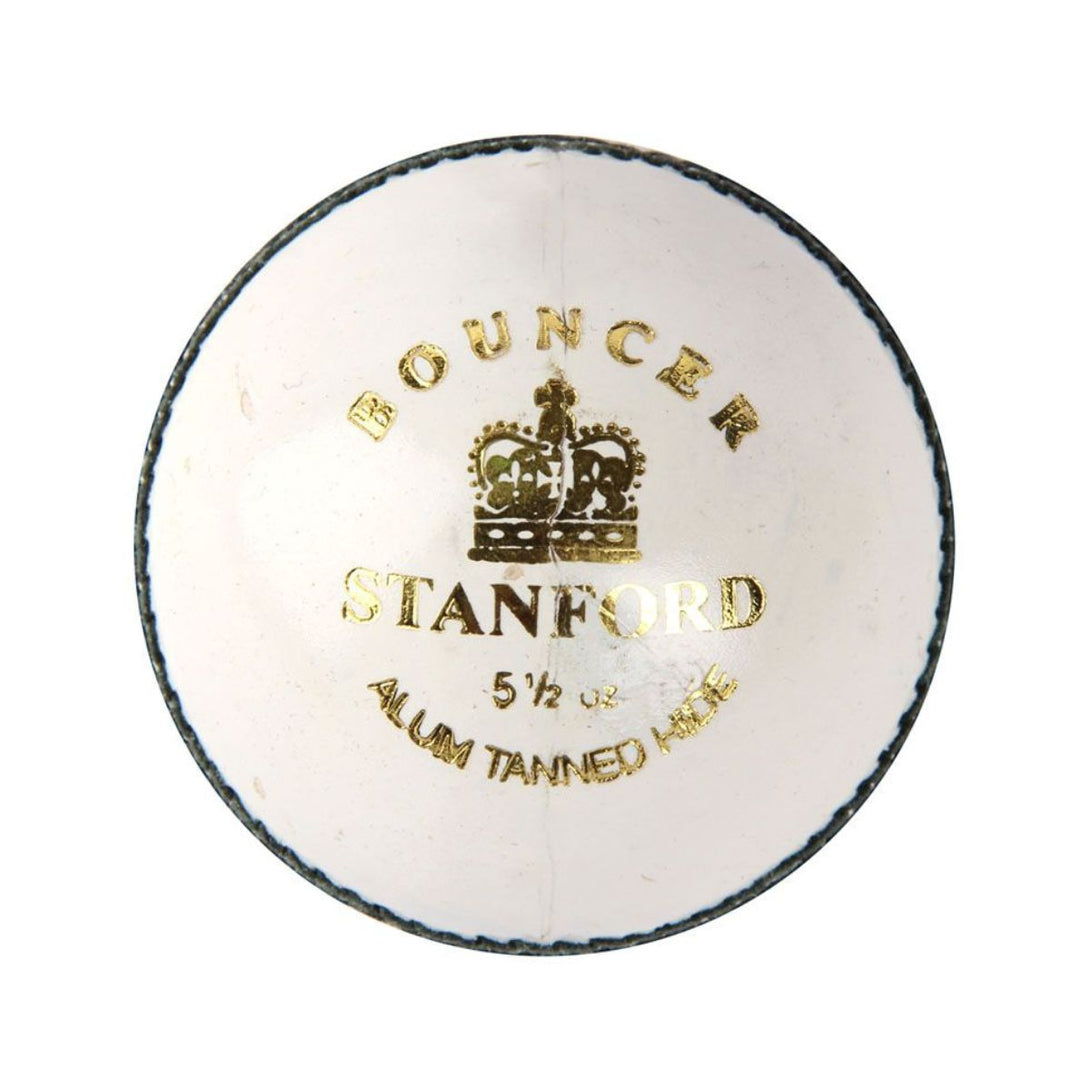 BOUNCER
STANFORD
5 1/2 oz
ALUM TANNED HIDE